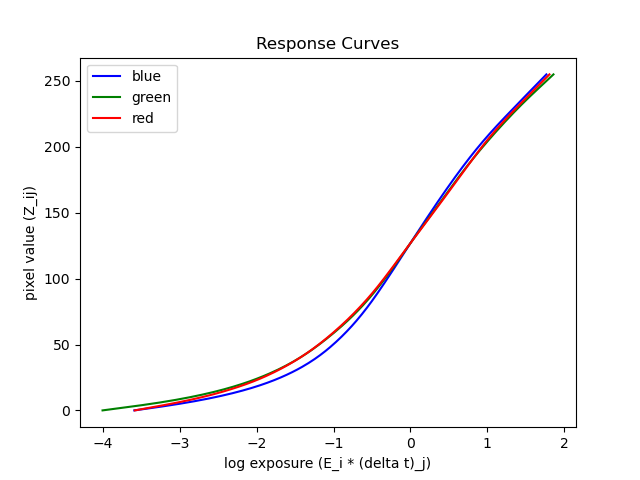 Response Curves
blue
green
red
250
200
150
100
50
0
pixel value (Z_ij)
−4
−3
−2
−1
0
1
2
log exposure (E_i * (delta t)_j)